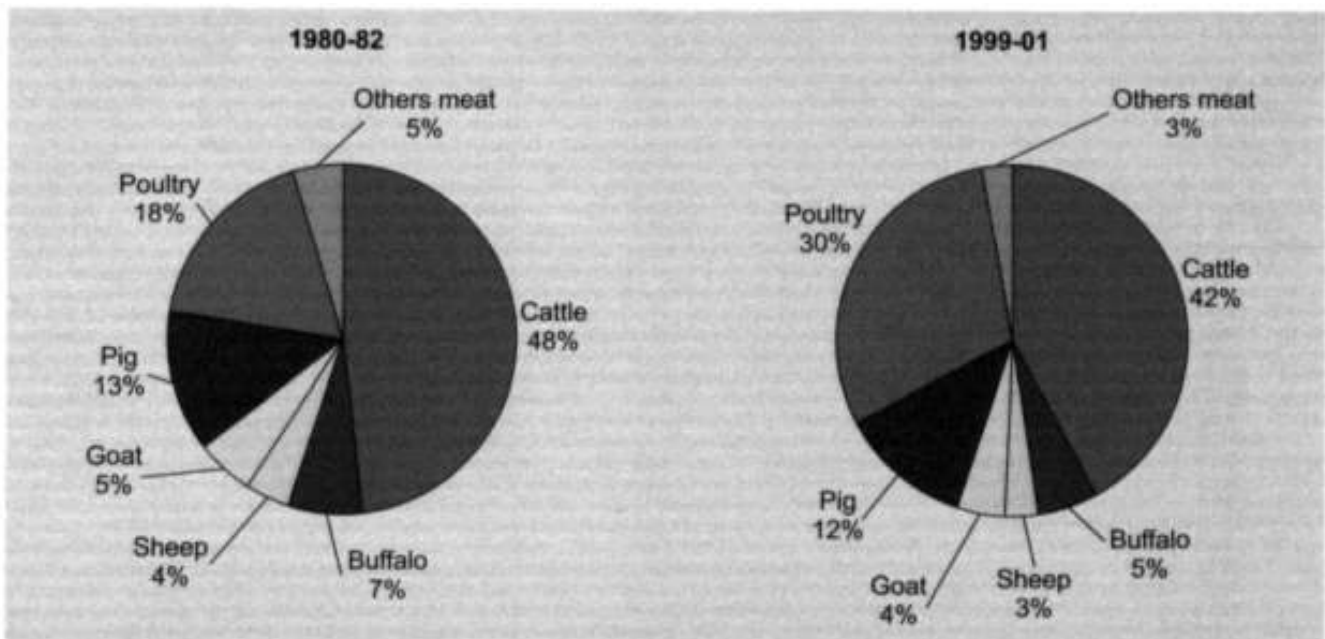 1980-82
Others meat
5%
Poultry
18%
Cattle
48%
Pig
13%
Goat
5%
Sheep
4%
Buffalo
7%
1999-01
Others meat
3%
Poultry
30%
Cattle
42%
Pig
12%
Goat
4%
Sheep
3%
Buffalo
5%